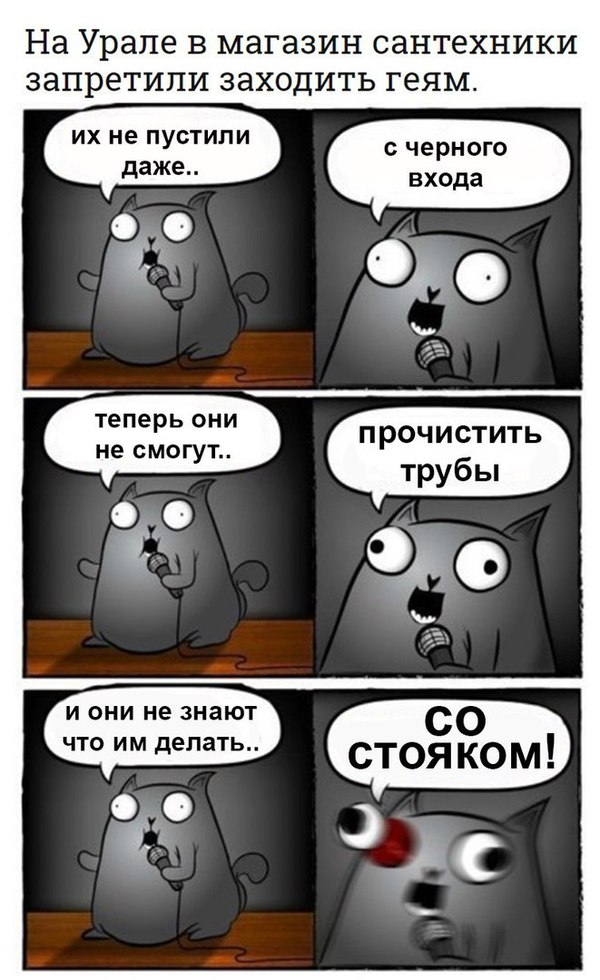 На Урале в магазин сантехники
запретили заходить геям.
их не пустили
даже..
с черного
входа
теперь они
не смогут..
прочистить
трубы
и они не знают
что им делать..
со
стояком!